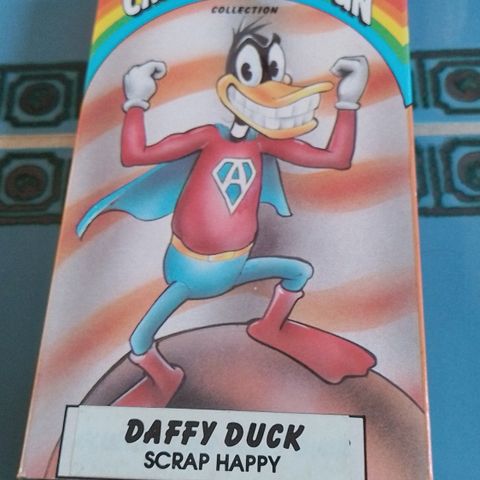 COLLECTION
A
DAFFY DUCK
SCRAP HAPPY